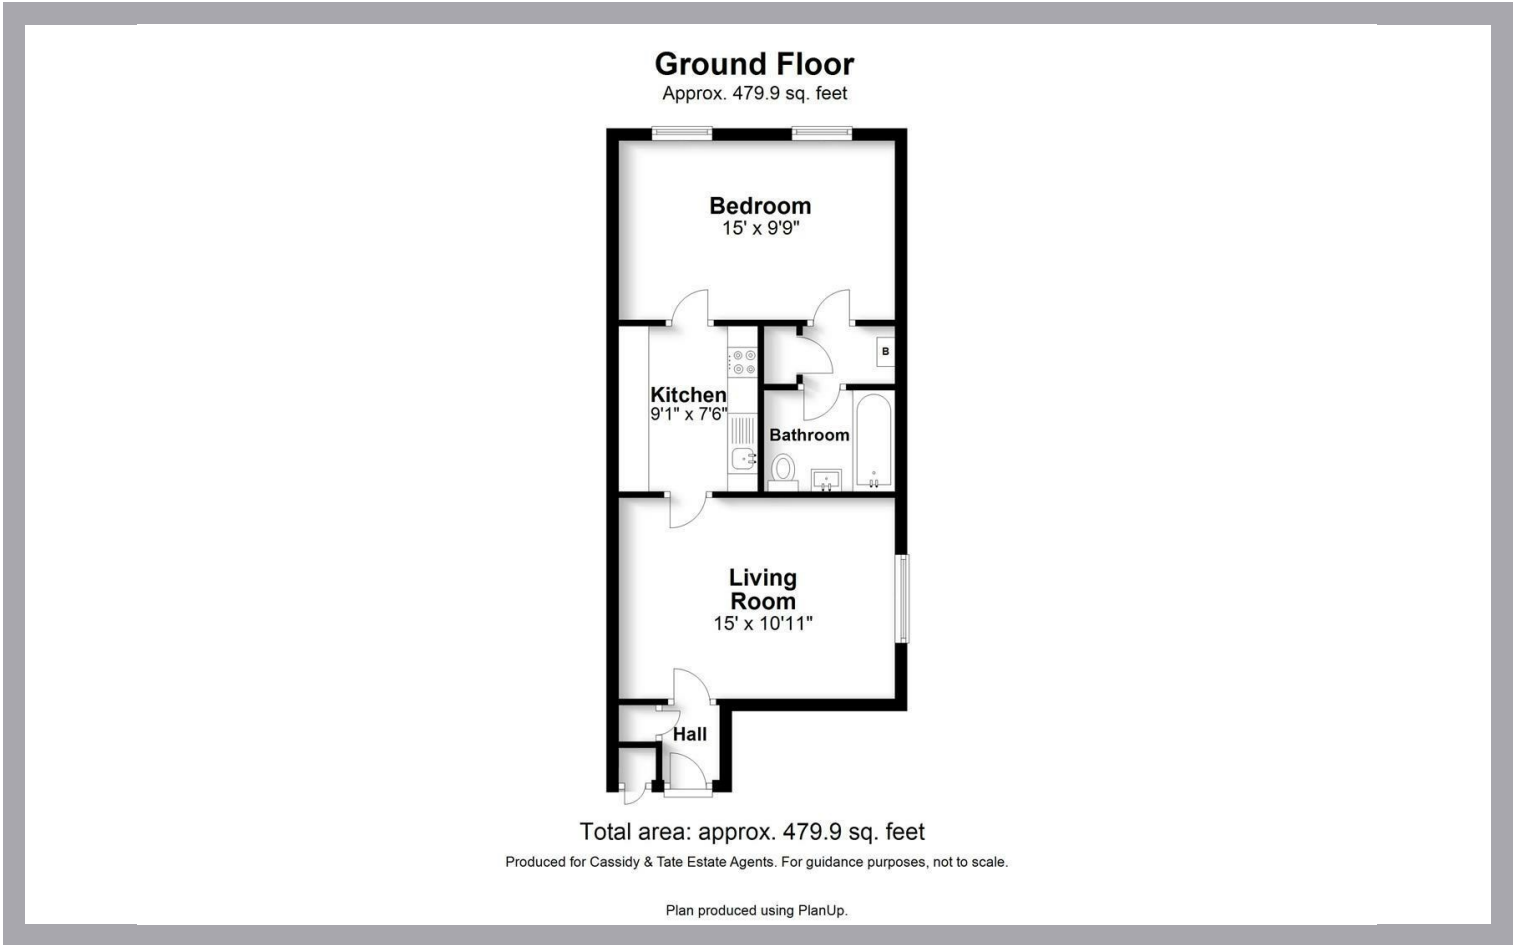 Ground Floor
Approx. 479.9 sq. feet
Bedroom
15' x 9'9"
B
Kitchen
9'1" x 7'6"
Bathroom
Living
Room
15' x 10'11"
Hall
Total area: approx. 479.9 sq. feet
Produced for Cassidy & Tate Estate Agents. For guidance purposes, not to scale.
Plan produced using PlanUp.